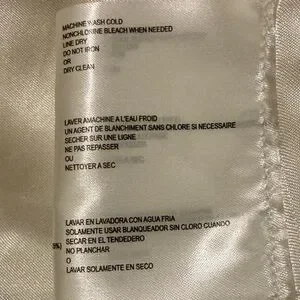 MACHINE WASH COLD
NONCHLORINE BLEACH WHEN NEEDED
LINE DRY
DO NOT IRON
OR
DRY CLEAN
LAVER AMACHINE A L'EAU FROID
UN AGENT DE BLANCHIMENT SANS CHLORE SI NECESSAIRE
SECHER SUR UNE LIGNE
NE PAS REPASSER
OU
NETTOYER A SEC
LAVAR EN LAVADORA CON AGUA FRIA
SOLAMENTE USAR BLANQUEADOR SIN CLORO CUANDO
5%) SECAR EN EL TENDEDERO
NO PLANCHAR
O
LAVAR SOLAMENTE EN SECO